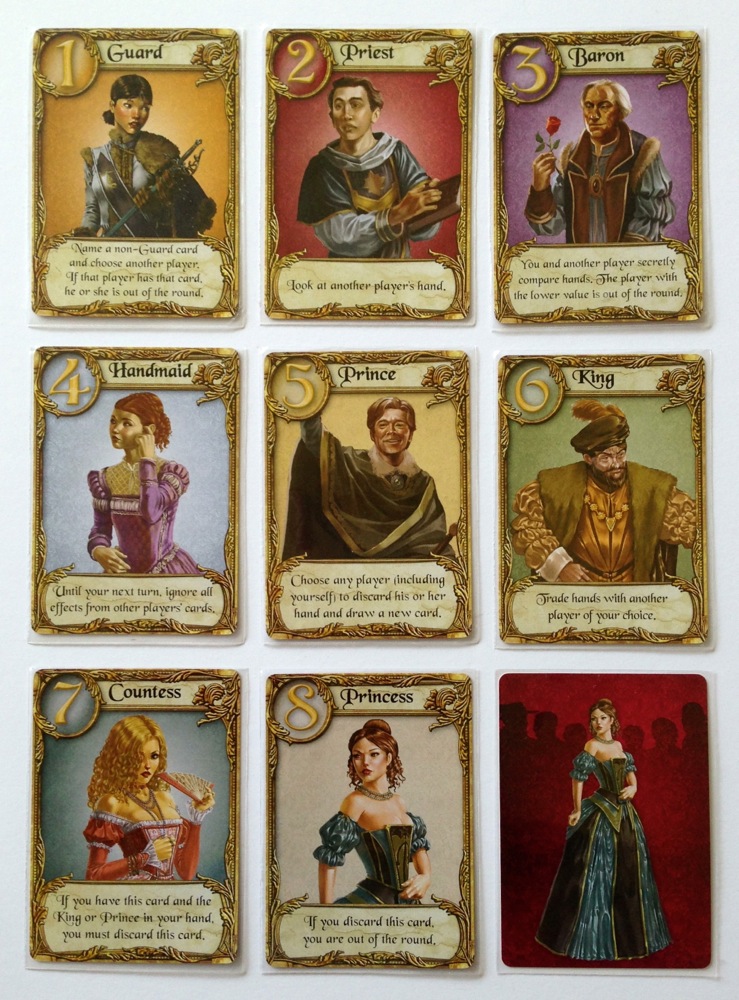 1 Guard
Name a non-Guard card
and choose another player.
If that player has that card,
he or she is out of the round.
2 Priest
Look at another player's hand.
3 Baron
You and another player secretly
compare hands. The player with
the lower value is out of the round.
4 Handmaid
Until your next turn, ignore all
effects from other players' cards.
5 Prince
Choose any player (including
yourself) to discard his or her
hand and draw a new card.
6 King
Trade hands with another
player of your choice.
7 Countess
If you have this card and the
King or Prince in your hand,
you must discard this card.
8 Princess
If you discard this card,
you are out of the round.